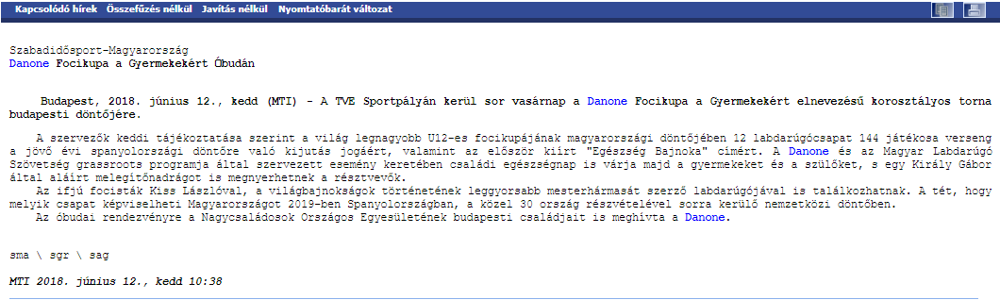 Kapcsolódó hírek Összefűzés nélkül Javítás nélkül Nyomtatóbarát változat
Szabadidősport-Magyarország
Danone Focikupa a Gyermekekért Óbudán
Budapest, 2018. június 12., kedd (MTI) - A TVE Sportpályán kerül sor vasárnap a Danone Focikupa a Gyermekekért elnevezésű korosztályos torna
budapesti döntőjére.
A szervezők keddi tájékoztatása szerint a világ legnagyobb U12-es focikupájának magyarországi döntőjében 12 labdarúgócsapat 144 játékosa verseng
a jövő évi spanyolországi döntőre való kijutás jogáért, valamint az először kiírt "Egészség Bajnoka" címért. A Danone és az Magyar Labdarúgó
Szövetség grassroots programja által szervezett esemény keretében családi egészségnap is várja majd a gyermekeket és a szülőket, s egy Király Gábor
által aláírt melegítőnadrágot is megnyerhetnek a résztvevők.
Az ifjú focisták Kiss Lászlóval, a világbajnokságok történetének leggyorsabb mesterhármasát szerző labdarúgójával is találkozhatnak. A tét, hogy
melyik csapat képviselheti Magyarországot 2019-ben Spanyolországban, a közel 30 ország részvételével sorra kerülő nemzetközi döntőben.
Az óbudai rendezvényre a Nagycsaládosok Országos Egyesületének budapesti családjait is meghívta a Danone.
sma \ sgr \ sag
MTI 2018. június 12., kedd 10:38